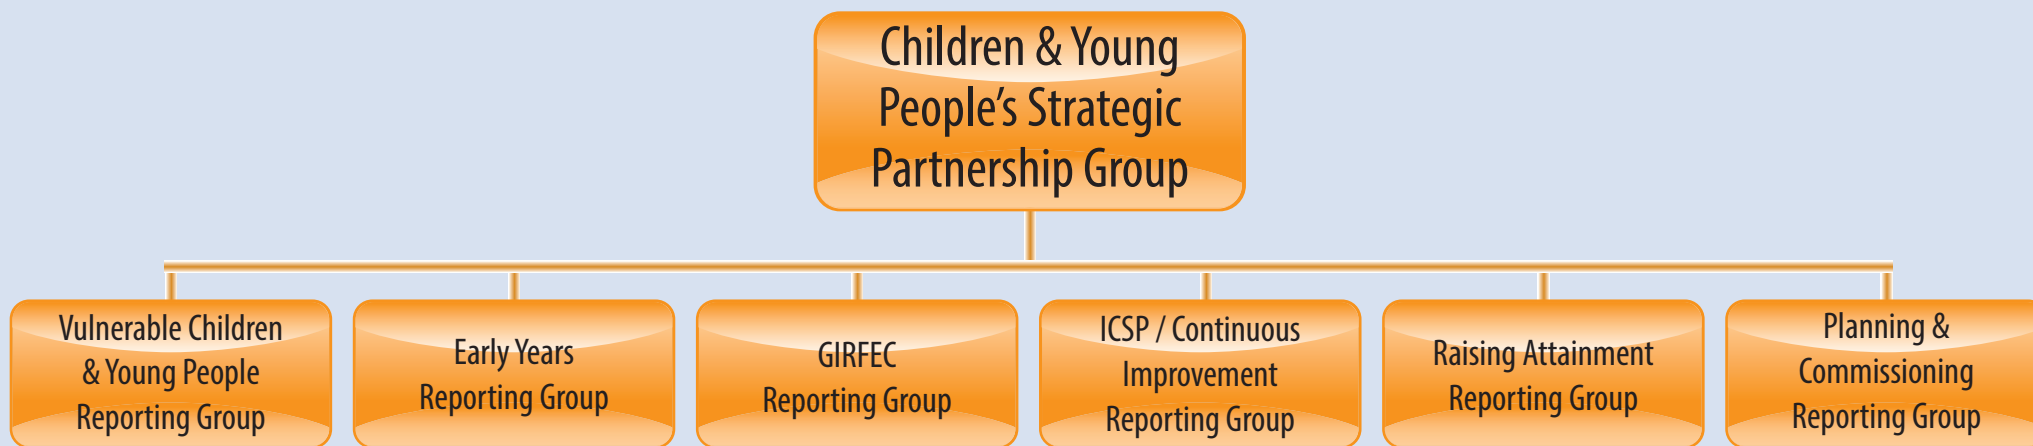 Children & Young
People’s Strategic
Partnership Group
Vulnerable Children
& Young People
Reporting Group
Early Years
Reporting Group
GIRFEC
Reporting Group
ICSP / Continuous
Improvement
Reporting Group
Raising Attainment
Reporting Group
Planning &
Commissioning
Reporting Group